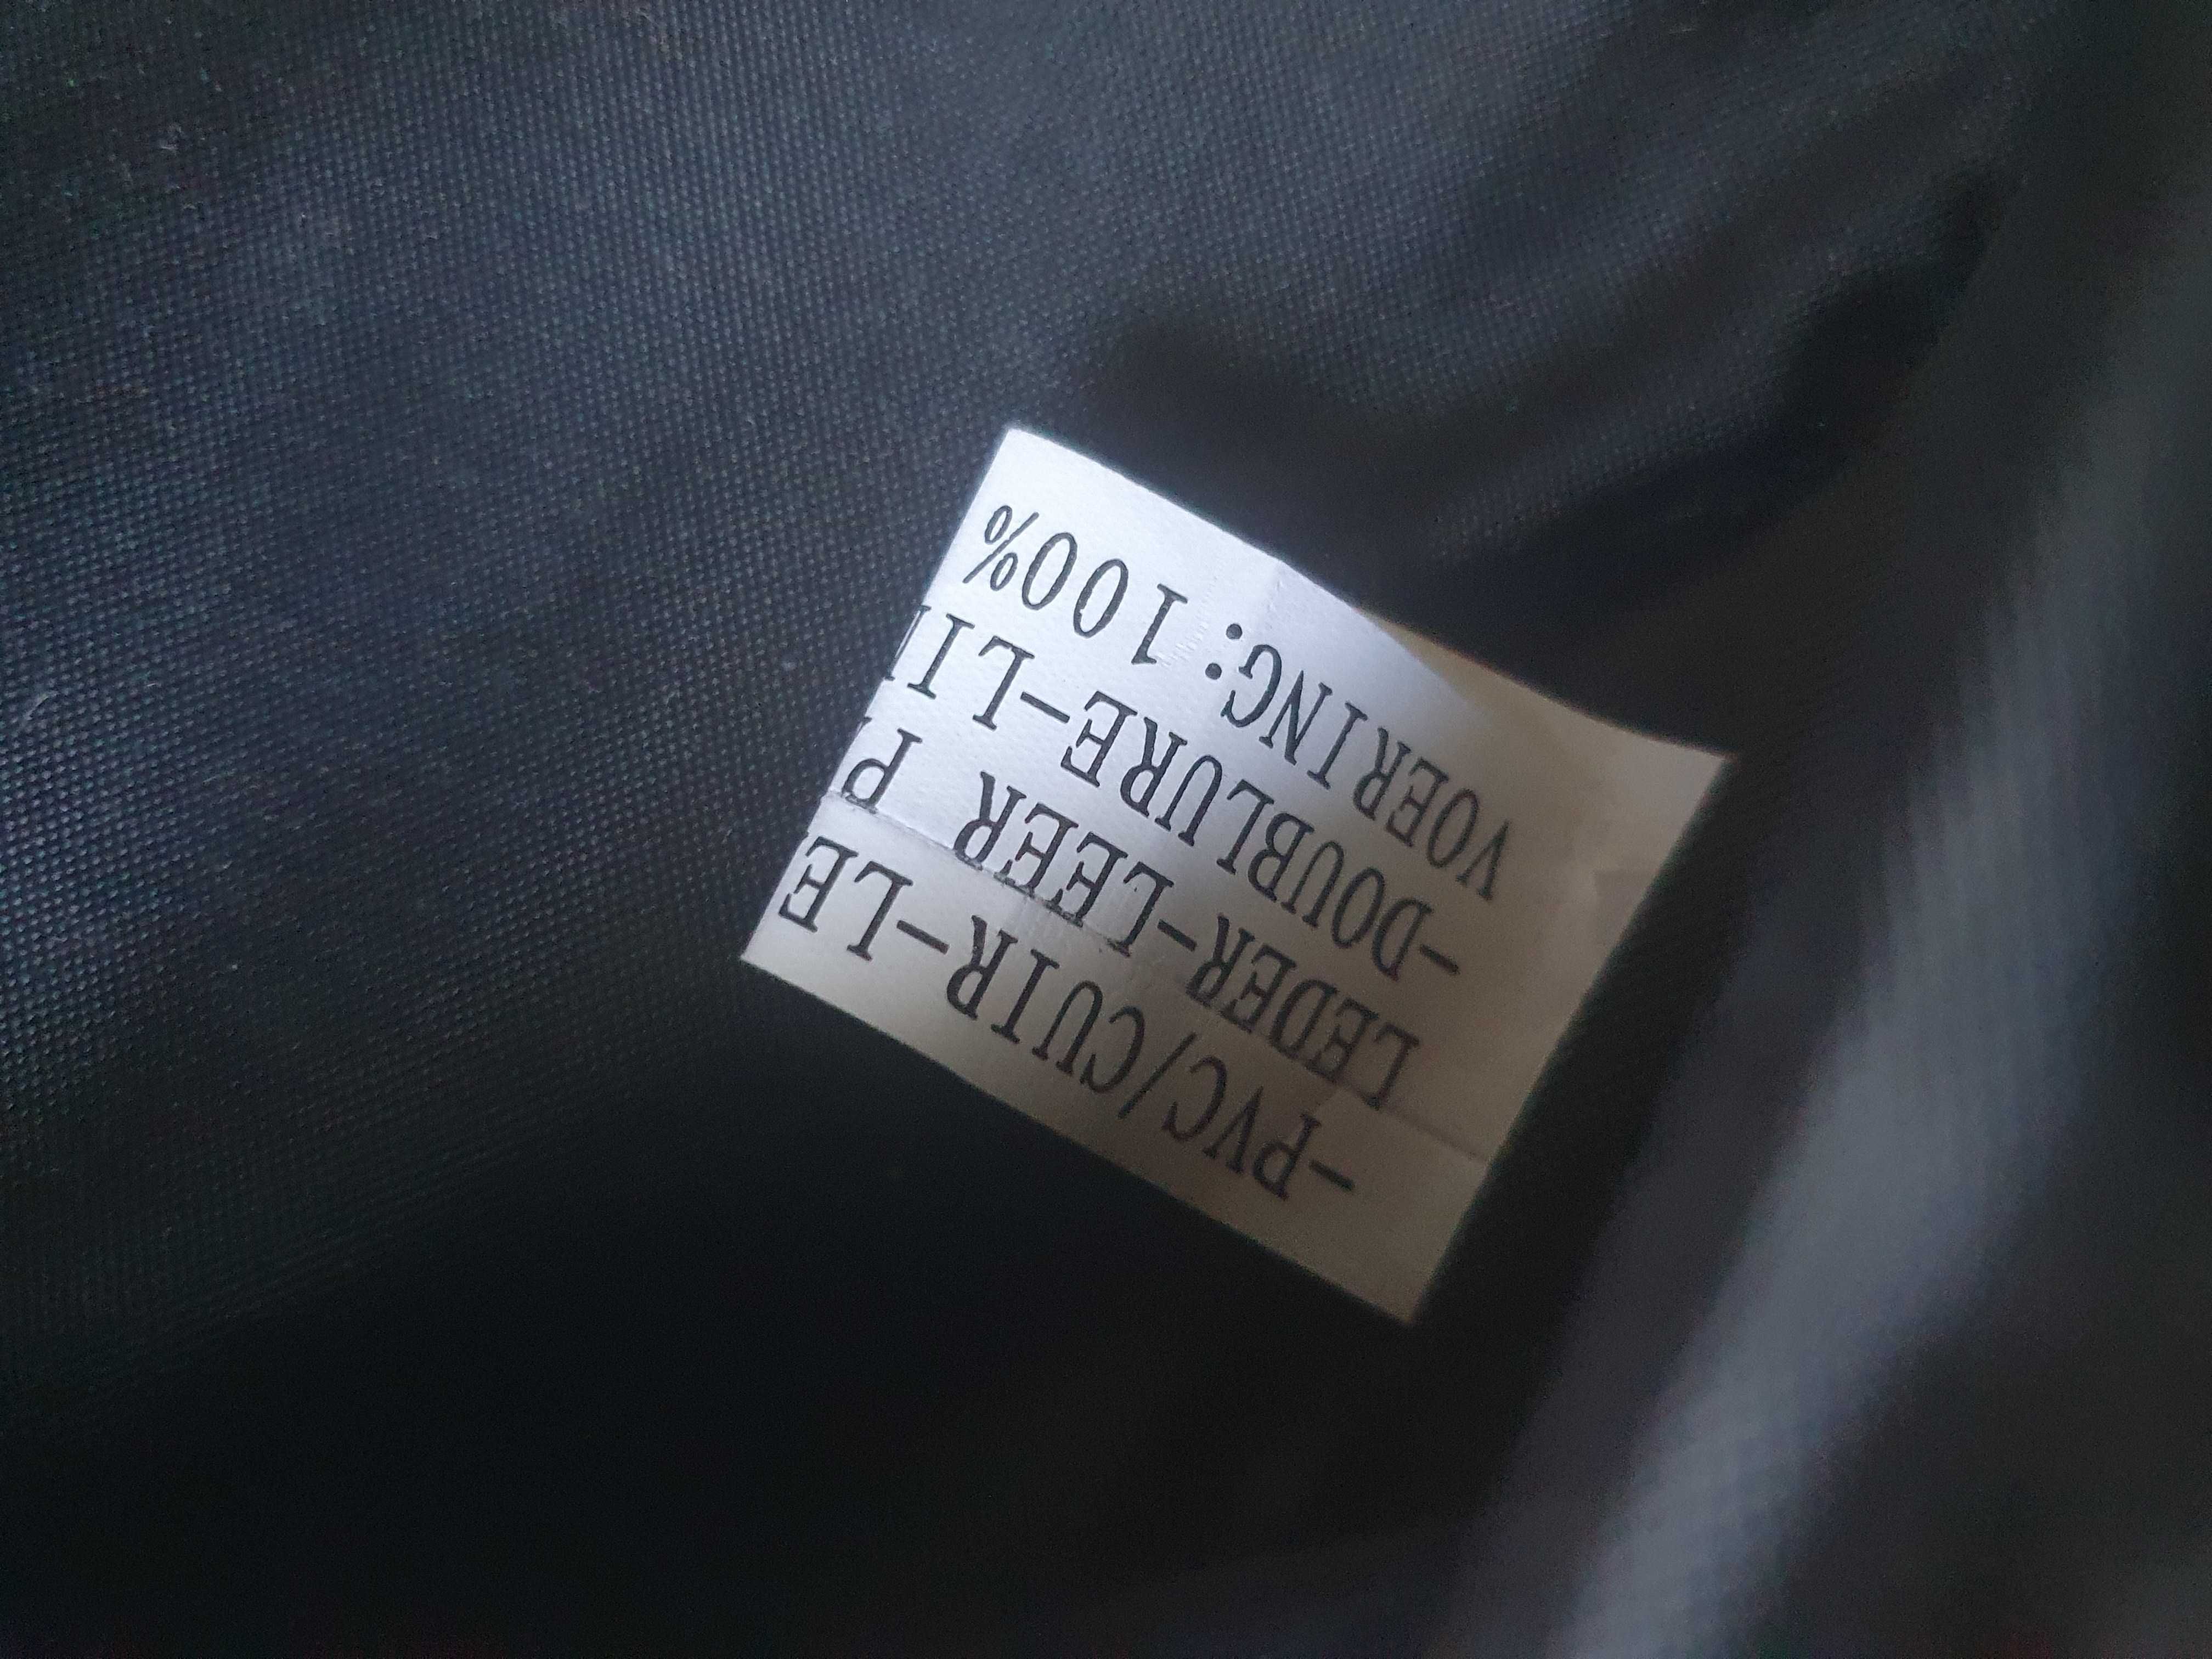 -PVC/CUIR-LE
LEDER-LEER P
-DOUBLURE-LI
VOERING:100%